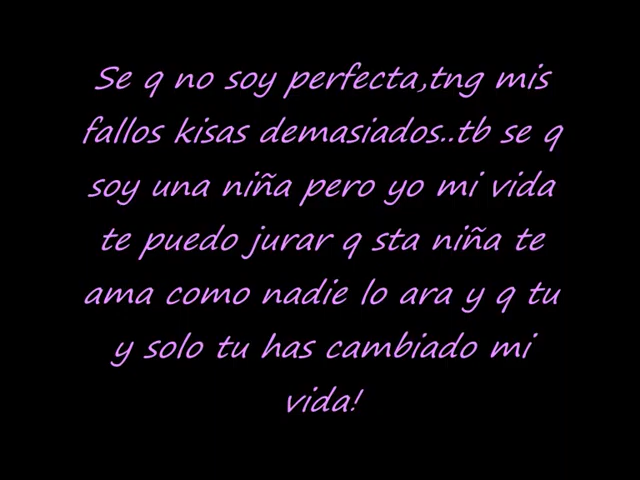 Se q no soy perfecta,tng mis
fallos kisas demasiados..tb se q
soy una niña pero yo mi vida
te puedo jurar q sta niña te
ama como nadie lo ara y q tu
y solo tu has cambiado mi
vida!